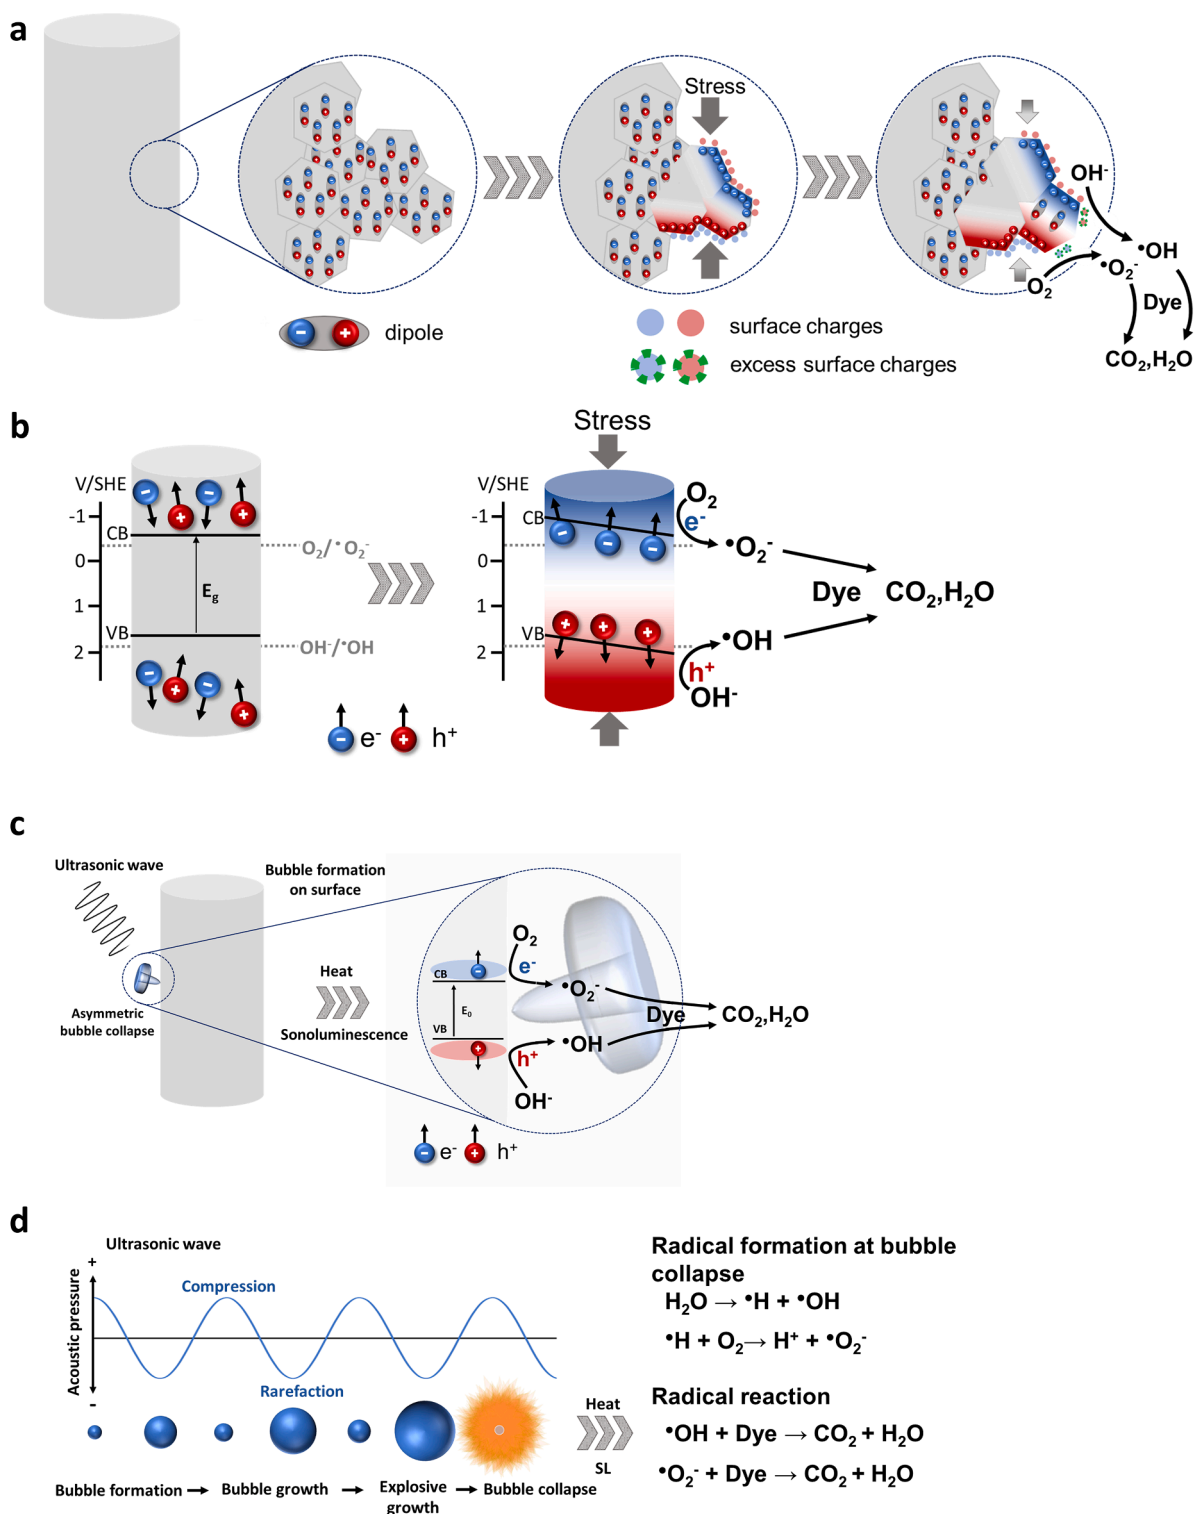 a
Stress
OH⁻
•OH
•O₂⁻
O₂
Dye
CO₂,H₂O
dipole
surface charges
excess surface charges
b
Stress
V/SHE
V/SHE
-1
CB
O₂/•O₂⁻
0
E_g
1
VB
2
OH⁻/•OH
e⁻ h⁺
-1
CB
0
1
VB
2
O₂
e⁻
•O₂⁻
Dye CO₂,H₂O
•OH
h⁺
OH⁻
c
Ultrasonic wave
Bubble formation
on surface
Asymmetric
bubble collapse
Heat
Sonoluminescence
O₂
e⁻
CB
•O₂⁻
E₀
Dye
CO₂,H₂O
VB
•OH
h⁺
OH⁻
e⁻ h⁺
d
Ultrasonic wave
+
Acoustic pressure
-
Compression
Rarefaction
Bubble formation → Bubble growth → Explosive
growth → Bubble collapse
Heat
SL
Radical formation at bubble
collapse
H₂O → •H + •OH
•H + O₂→ H⁺ + •O₂⁻
Radical reaction
•OH + Dye → CO₂ + H₂O
•O₂⁻ + Dye → CO₂ + H₂O